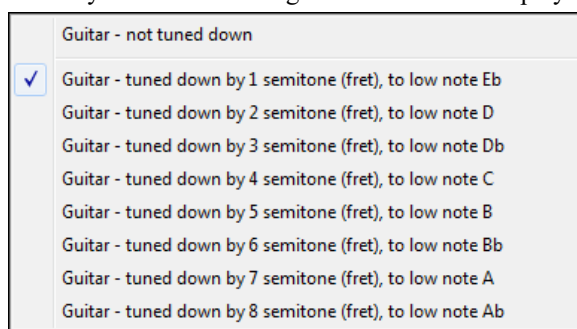 Guitar - not tuned down
Guitar - tuned down by 1 semitone (fret), to low note Eb
Guitar - tuned down by 2 semitone (fret), to low note D
Guitar - tuned down by 3 semitone (fret), to low note Db
Guitar - tuned down by 4 semitone (fret), to low note C
Guitar - tuned down by 5 semitone (fret), to low note B
Guitar - tuned down by 6 semitone (fret), to low note Bb
Guitar - tuned down by 7 semitone (fret), to low note A
Guitar - tuned down by 8 semitone (fret), to low note Ab